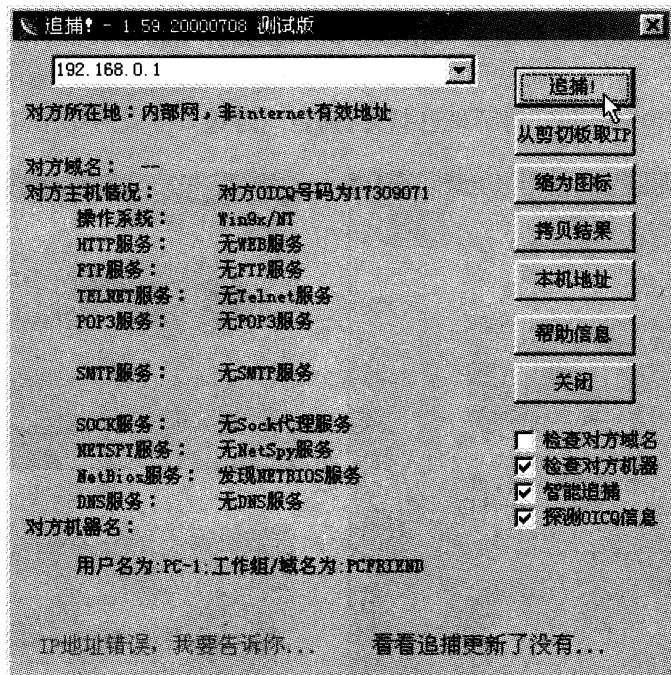 追捕! - 1.59.20000708 测试版
192.168.0.1
对方所在地：内部网，非internet有效地址
对方域名： --
对方主机情况： 对方OICQ号码为17309071
操作系统： Win9x/NT
HTTP服务： 无WEB服务
FTP服务： 无FTP服务
TELNET服务： 无Telnet服务
POP3服务： 无POP3服务
SMTP服务： 无SMTP服务
SOCK服务： 无Sock代理服务
NETSPY服务： 无NetSpy服务
NetBios服务： 发现NETBIOS服务
DNS服务： 无DNS服务
对方机器名：
用户名为:PC-1;工作组/域名为:PCFRIEND
IP地址错误，我要告诉你... 看看追捕更新了没有...
追捕!
从剪切板取IP
缩为图标
拷贝结果
本机地址
帮助信息
关闭
检查对方域名
检查对方机器
智能追捕
探测OICQ信息